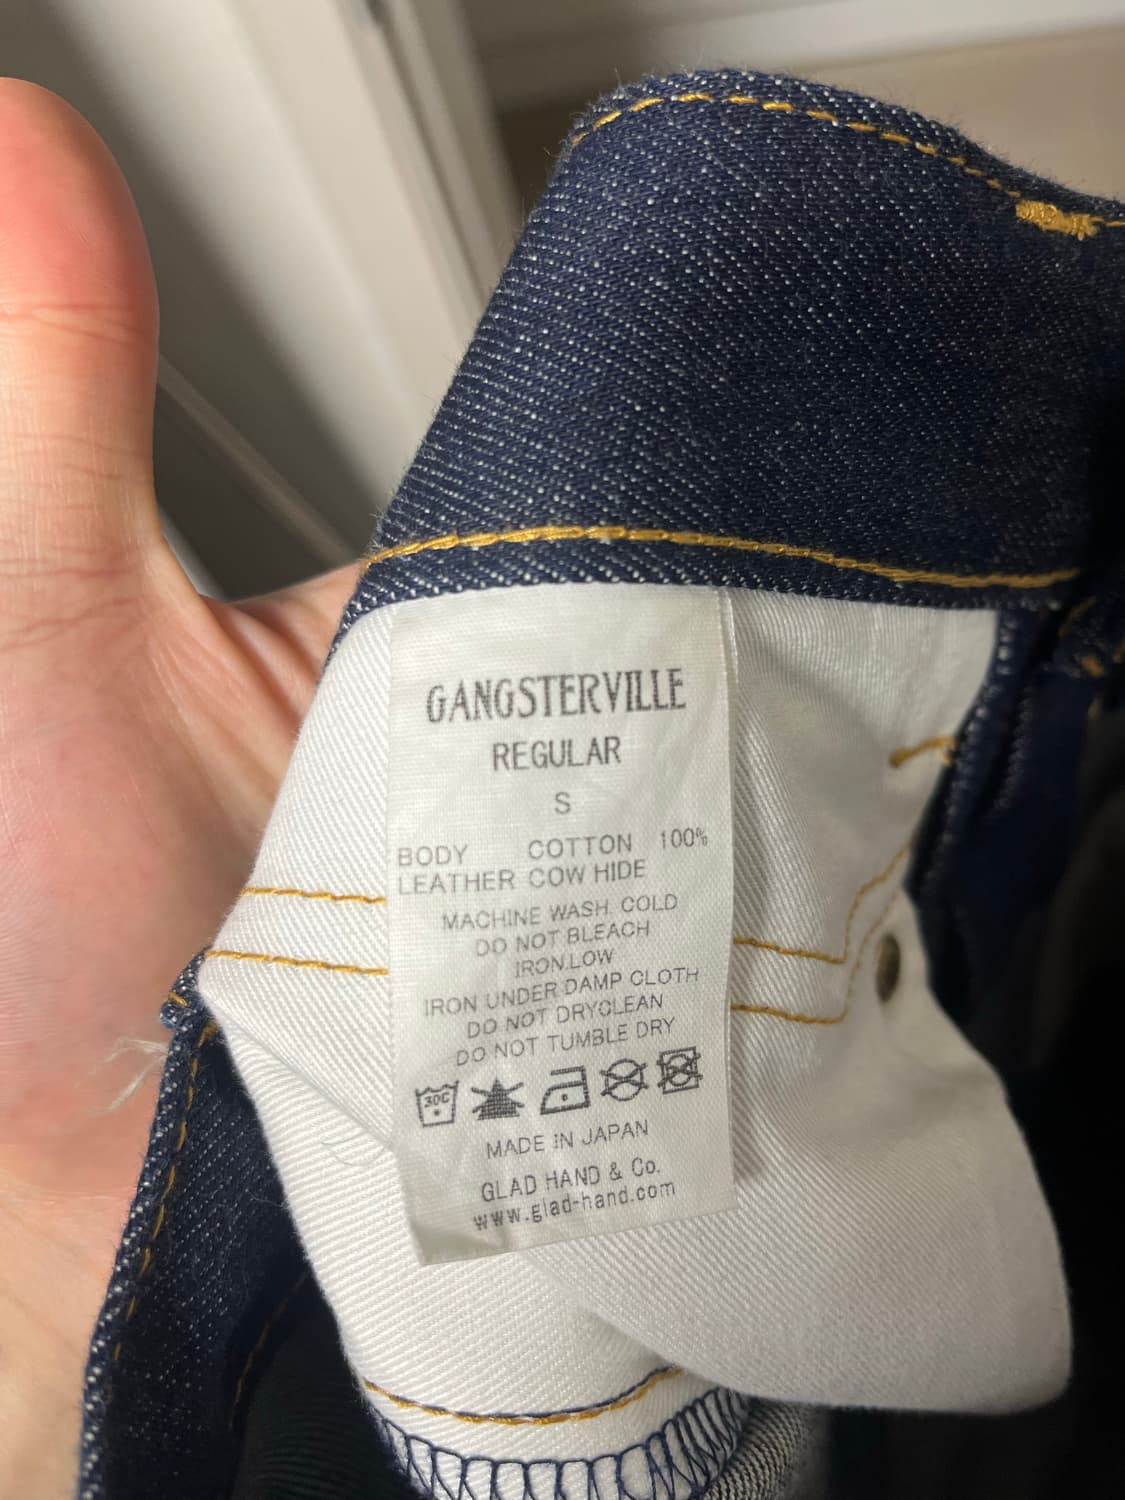 GANGSTERVILLE
REGULAR
S
BODY COTTON 100%
LEATHER COW HIDE
MACHINE WASH. COLD
DO NOT BLEACH
IRON.LOW
IRON UNDER DAMP CLOTH
DO NOT DRYCLEAN
DO NOT TUMBLE DRY
30C
MADE IN JAPAN
GLAD HAND & Co.
www.glad-hand.com